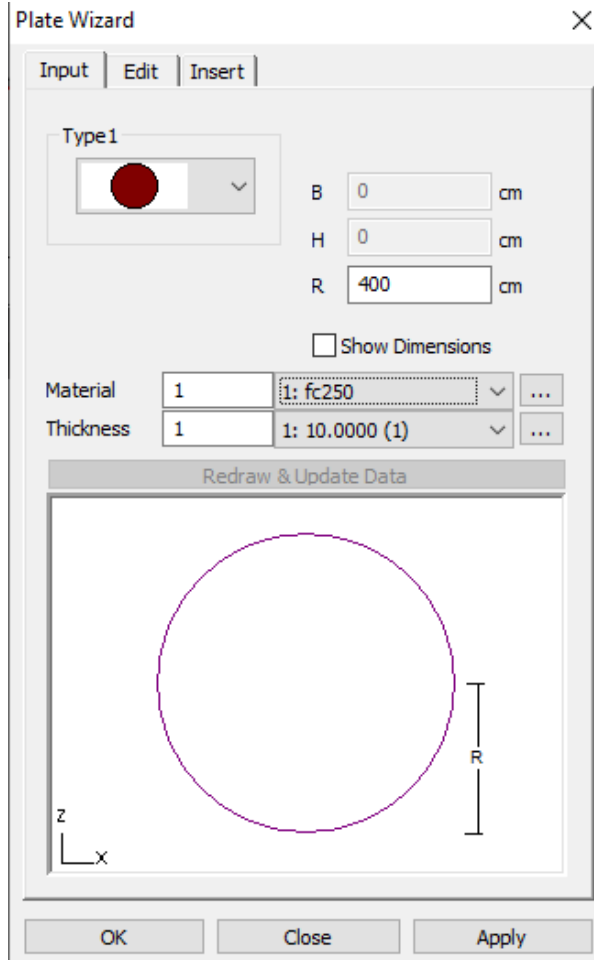 Plate Wizard
Input Edit Insert
Type1
B 0 cm
H 0 cm
R 400 cm
Show Dimensions
Material 1 1: fc250 ...
Thickness 1 1: 10.0000 (1) ...
Redraw & Update Data
R
z
x
OK Close Apply